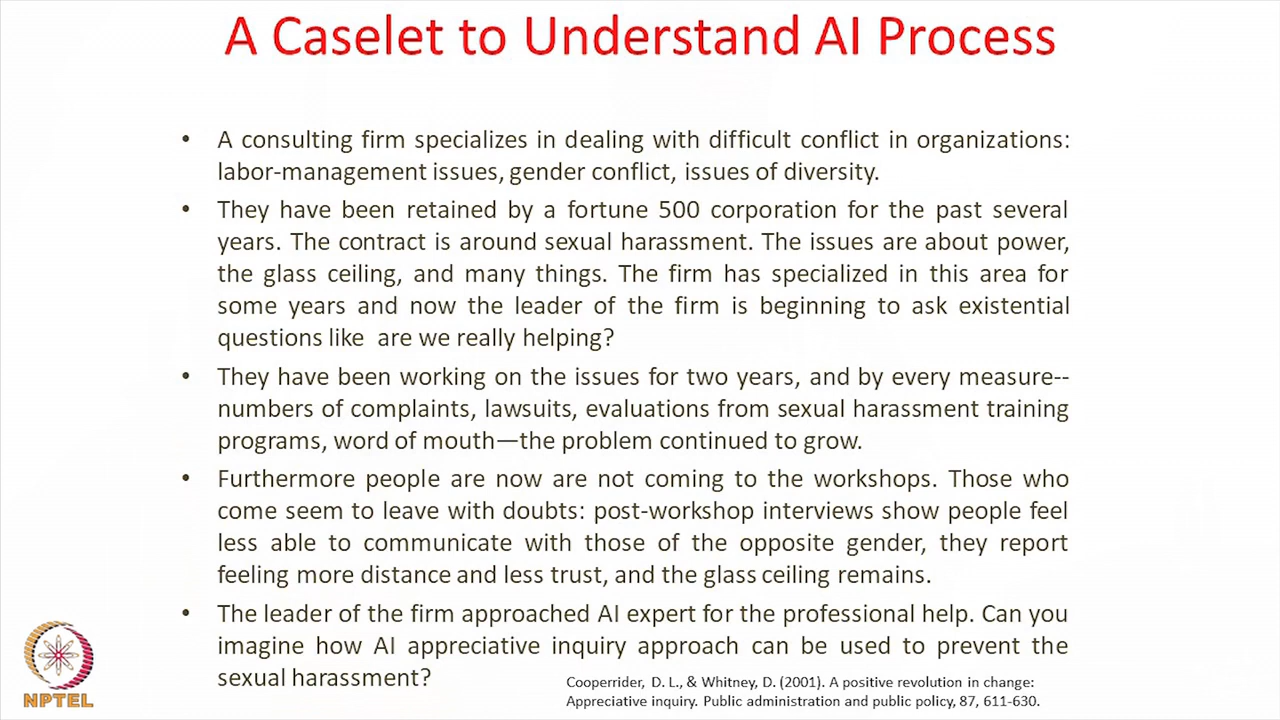 A Caselet to Understand AI Process
• A consulting firm specializes in dealing with difficult conflict in organizations:
labor-management issues, gender conflict, issues of diversity.
• They have been retained by a fortune 500 corporation for the past several
years. The contract is around sexual harassment. The issues are about power,
the glass ceiling, and many things. The firm has specialized in this area for
some years and now the leader of the firm is beginning to ask existential
questions like are we really helping?
• They have been working on the issues for two years, and by every measure--
numbers of complaints, lawsuits, evaluations from sexual harassment training
programs, word of mouth—the problem continued to grow.
• Furthermore people are now are not coming to the workshops. Those who
come seem to leave with doubts: post-workshop interviews show people feel
less able to communicate with those of the opposite gender, they report
feeling more distance and less trust, and the glass ceiling remains.
• The leader of the firm approached AI expert for the professional help. Can you
imagine how AI appreciative inquiry approach can be used to prevent the
sexual harassment?
Cooperrider, D. L., & Whitney, D. (2001). A positive revolution in change:
Appreciative inquiry. Public administration and public policy, 87, 611-630.
NPTEL